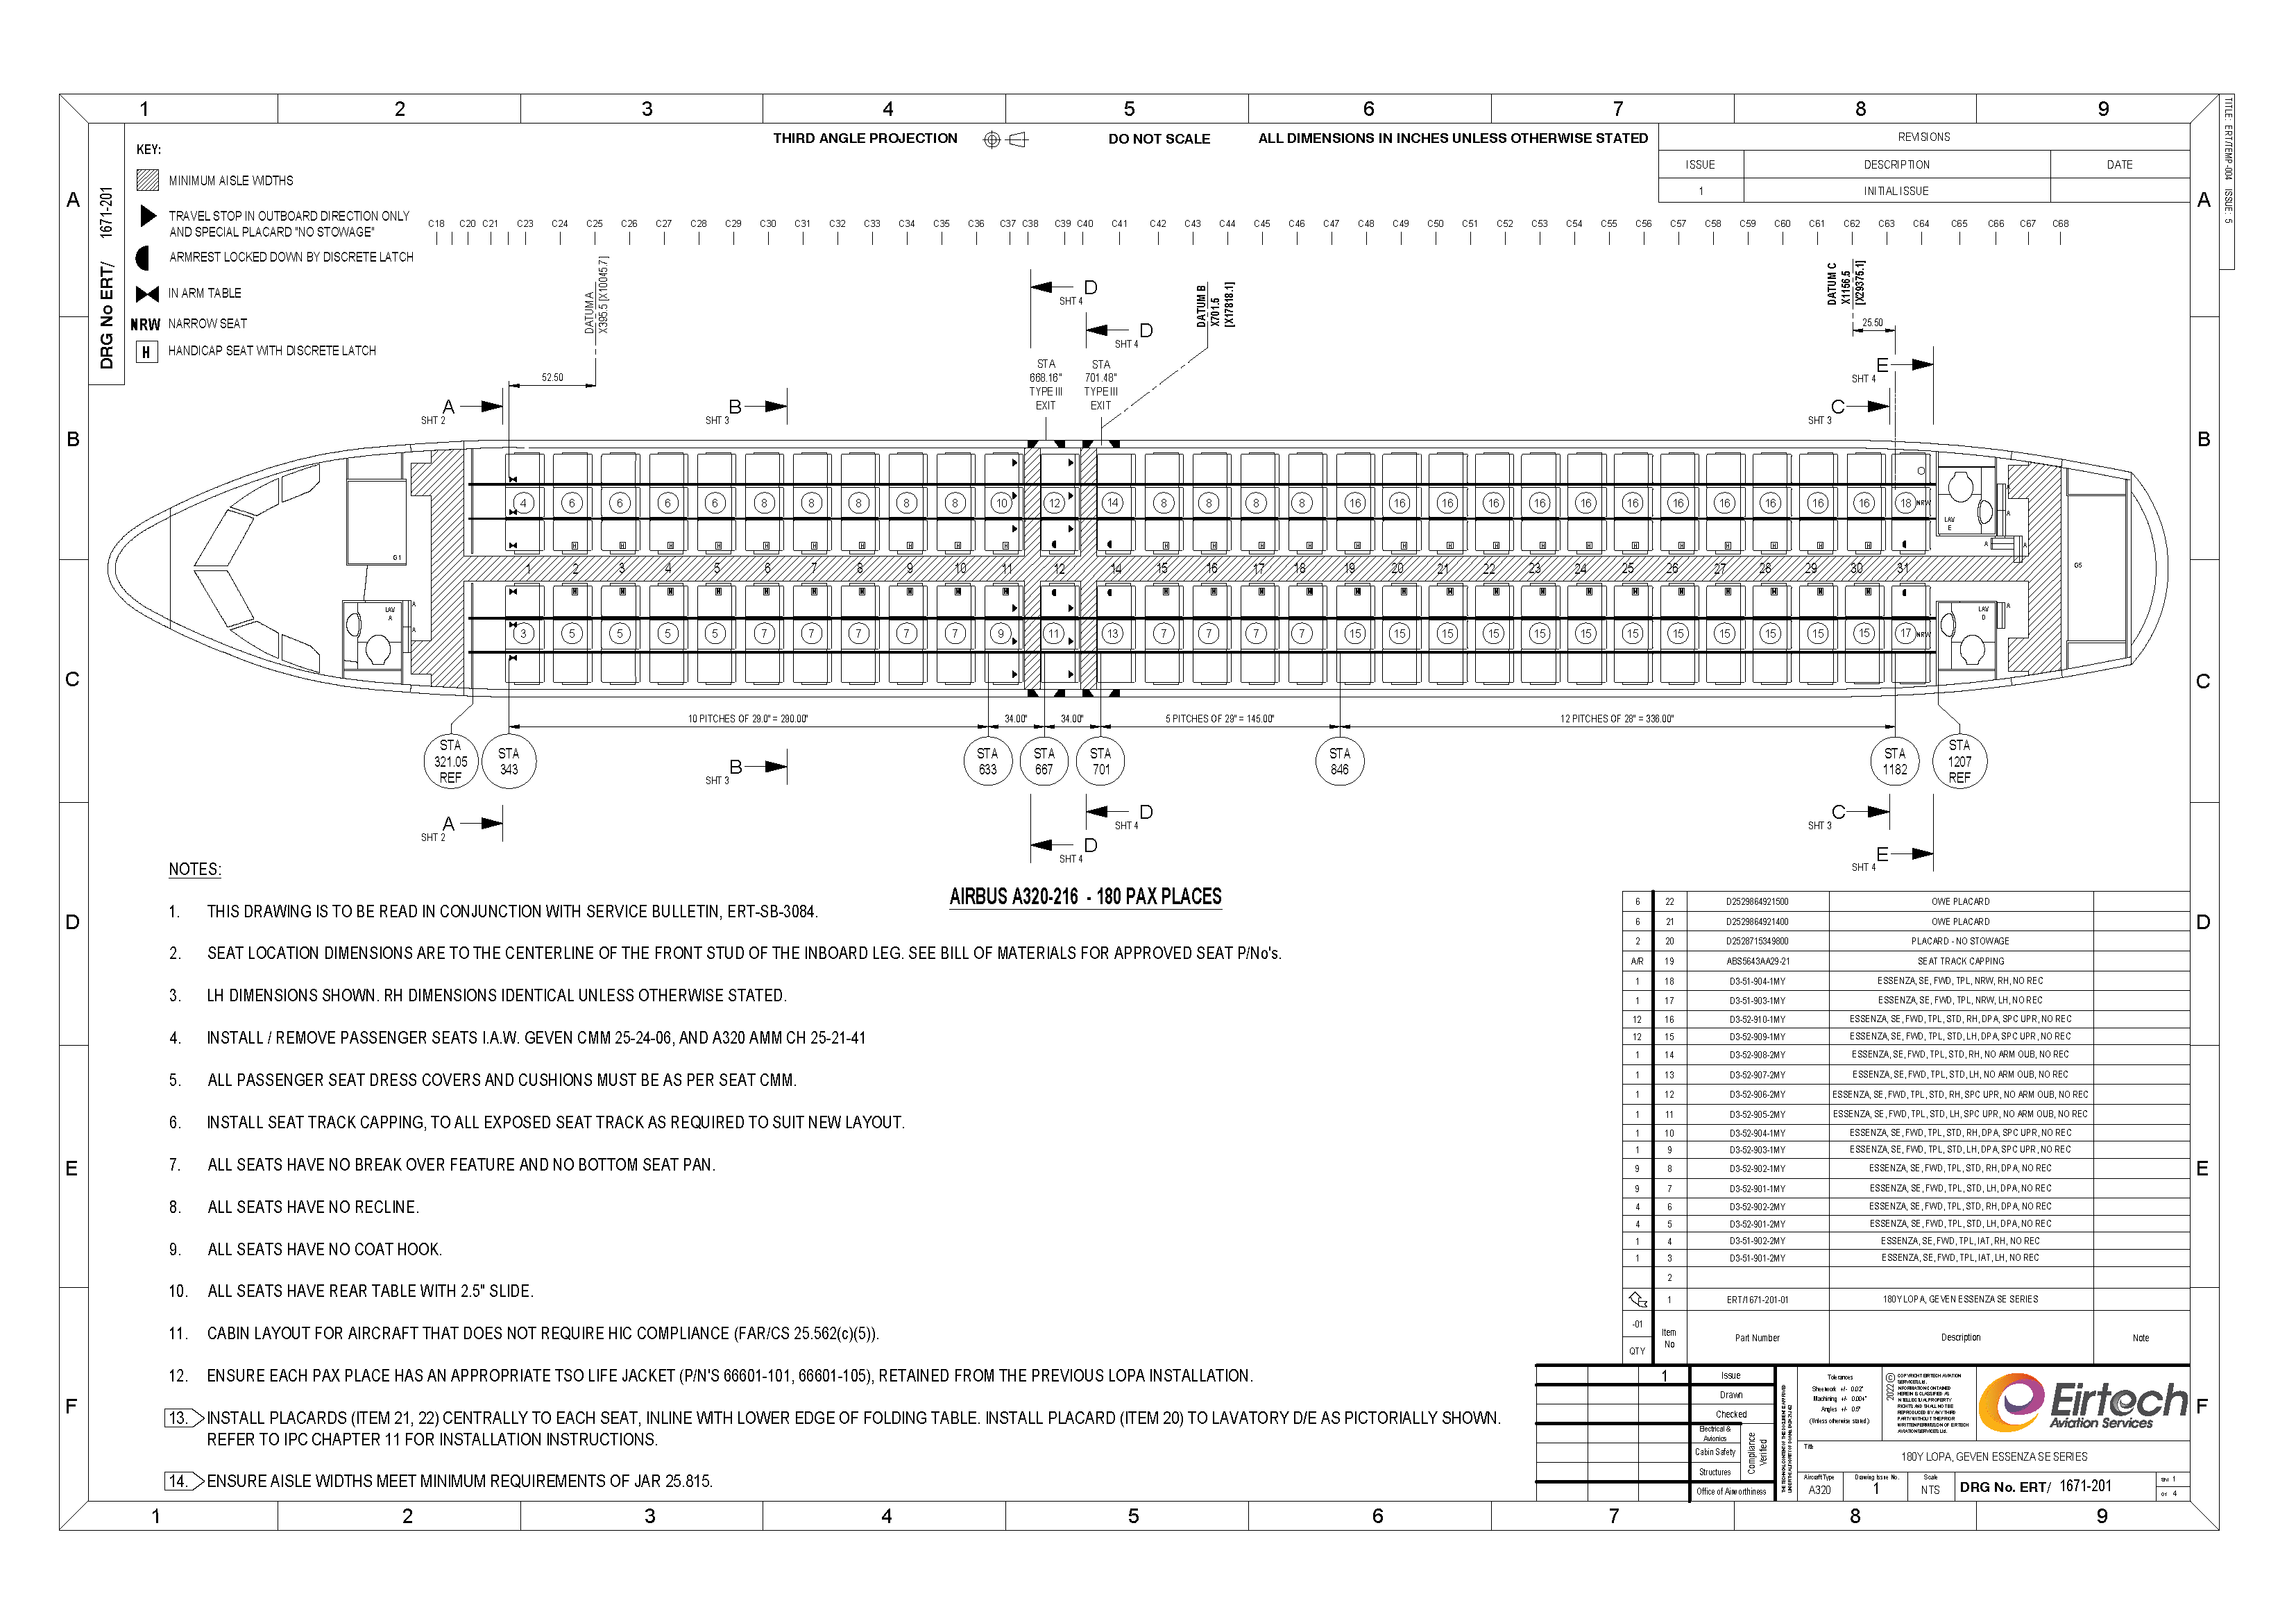 1 2 3 4 5 6 7 8 9
THIRD ANGLE PROJECTION DO NOT SCALE ALL DIMENSIONS IN INCHES UNLESS OTHERWISE STATED
REVISIONS
ISSUE DESCRIPTION DATE
1 INITIAL ISSUE
TITLE: ERT/TEMP-004 ISSUE: 5
DRG No ERT/ 1671-201
A
B
C
D
E
F
KEY:
MINIMUM AISLE WIDTHS
TRAVEL STOP IN OUTBOARD DIRECTION ONLY
AND SPECIAL PLACARD "NO STOWAGE"
ARMREST LOCKED DOWN BY DISCRETE LATCH
IN ARM TABLE
NRW NARROW SEAT
H HANDICAP SEAT WITH DISCRETE LATCH
C18 C20 C21 C23 C24 C25 C26 C27 C28 C29 C30 C31 C32 C33 C34 C35 C36 C37 C38 C39 C40 C41 C42 C43 C44 C45 C46 C47 C48 C49 C50 C51 C52 C53 C54 C55 C56 C57 C58 C59 C60 C61 C62 C63 C64 C65 C66 C67 C68
DATUM A
X395.5 [X10045.7]
DATUM B
X701.5
[X17818.1]
DATUM C
X1156.5
[X29375.1]
52.50
25.50
D
SHT 4
D
SHT 4
STA
668.16"
TYPE III
EXIT
STA
701.48"
TYPE III
EXIT
A
SHT 2
B
SHT 3
C
SHT 3
E
SHT 4
4 6 6 6 6 8 8 8 8 8 10 12 14 8 8 8 8 16 16 16 16 16 16 16 16 16 16 16 16 18 NRW
H H H H H H H H H H H H H H H H H H H H H H H H H H
1 2 3 4 5 6 7 8 9 10 11 12 14 15 16 17 18 19 20 21 22 23 24 25 26 27 28 29 30 31
H H H H H H H H H H H H H H H H H H H H H H H H H H
3 5 5 5 5 7 7 7 7 7 9 11 13 7 7 7 7 15 15 15 15 15 15 15 15 15 15 15 15 17 NRW
G1
LAV
A
A
A
LAV
E
A
A
A
A
LAV
D
A
A
G5
10 PITCHES OF 29.0" = 290.00" 34.00" 34.00" 5 PITCHES OF 29" = 145.00" 12 PITCHES OF 28" = 336.00"
STA
321.05
REF
STA
343
STA
633
STA
667
STA
701
STA
846
STA
1182
STA
1207
REF
B
SHT 3
A
SHT 2
D
SHT 4
D
SHT 4
C
SHT 3
E
SHT 4
AIRBUS A320-216 - 180 PAX PLACES
NOTES:
1. THIS DRAWING IS TO BE READ IN CONJUNCTION WITH SERVICE BULLETIN, ERT-SB-3084.
2. SEAT LOCATION DIMENSIONS ARE TO THE CENTERLINE OF THE FRONT STUD OF THE INBOARD LEG. SEE BILL OF MATERIALS FOR APPROVED SEAT P/No's.
3. LH DIMENSIONS SHOWN. RH DIMENSIONS IDENTICAL UNLESS OTHERWISE STATED.
4. INSTALL / REMOVE PASSENGER SEATS I.A.W. GEVEN CMM 25-24-06, AND A320 AMM CH 25-21-41
5. ALL PASSENGER SEAT DRESS COVERS AND CUSHIONS MUST BE AS PER SEAT CMM.
6. INSTALL SEAT TRACK CAPPING, TO ALL EXPOSED SEAT TRACK AS REQUIRED TO SUIT NEW LAYOUT.
7. ALL SEATS HAVE NO BREAK OVER FEATURE AND NO BOTTOM SEAT PAN.
8. ALL SEATS HAVE NO RECLINE.
9. ALL SEATS HAVE NO COAT HOOK.
10. ALL SEATS HAVE REAR TABLE WITH 2.5" SLIDE.
11. CABIN LAYOUT FOR AIRCRAFT THAT DOES NOT REQUIRE HIC COMPLIANCE (FAR/CS 25.562(c)(5)).
12. ENSURE EACH PAX PLACE HAS AN APPROPRIATE TSO LIFE JACKET (P/N'S 66601-101, 66601-105), RETAINED FROM THE PREVIOUS LOPA INSTALLATION.
13. INSTALL PLACARDS (ITEM 21, 22) CENTRALLY TO EACH SEAT, INLINE WITH LOWER EDGE OF FOLDING TABLE. INSTALL PLACARD (ITEM 20) TO LAVATORY D/E AS PICTORIALLY SHOWN.
REFER TO IPC CHAPTER 11 FOR INSTALLATION INSTRUCTIONS.
14. ENSURE AISLE WIDTHS MEET MINIMUM REQUIREMENTS OF JAR 25.815.
6 22 D2529864921500 OWE PLACARD
6 21 D2529864921400 OWE PLACARD
2 20 D2528715349800 PLACARD - NO STOWAGE
A/R 19 ABS5643AA29-21 SEAT TRACK CAPPING
1 18 D3-51-904-1MY ESSENZA, SE, FWD, TPL, NRW, RH, NO REC
1 17 D3-51-903-1MY ESSENZA, SE, FWD, TPL, NRW, LH, NO REC
12 16 D3-52-910-1MY ESSENZA, SE, FWD, TPL, STD, RH, DPA, SPC UPR, NO REC
12 15 D3-52-909-1MY ESSENZA, SE, FWD, TPL, STD, LH, DPA, SPC UPR, NO REC
1 14 D3-52-908-2MY ESSENZA, SE, FWD, TPL, STD, RH, NO ARM OUB, NO REC
1 13 D3-52-907-2MY ESSENZA, SE, FWD, TPL, STD, LH, NO ARM OUB, NO REC
1 12 D3-52-906-2MY ESSENZA, SE, FWD, TPL, STD, RH, SPC UPR, NO ARM OUB, NO REC
1 11 D3-52-905-2MY ESSENZA, SE, FWD, TPL, STD, LH, SPC UPR, NO ARM OUB, NO REC
1 10 D3-52-904-1MY ESSENZA, SE, FWD, TPL, STD, RH, DPA, SPC UPR, NO REC
1 9 D3-52-903-1MY ESSENZA, SE, FWD, TPL, STD, LH, DPA, SPC UPR, NO REC
9 8 D3-52-902-1MY ESSENZA, SE, FWD, TPL, STD, RH, DPA, NO REC
9 7 D3-52-901-1MY ESSENZA, SE, FWD, TPL, STD, LH, DPA, NO REC
4 6 D3-52-902-2MY ESSENZA, SE, FWD, TPL, STD, RH, DPA, NO REC
4 5 D3-52-901-2MY ESSENZA, SE, FWD, TPL, STD, LH, DPA, NO REC
1 4 D3-51-902-2MY ESSENZA, SE, FWD, TPL, IAT, RH, NO REC
1 3 D3-51-901-2MY ESSENZA, SE, FWD, TPL, IAT, LH, NO REC
2
1 ERT/1671-201-01 180Y LOPA, GEVEN ESSENZA SE SERIES
-01
QTY
Item
No
Part Number Description Note
1 Issue
Drawn
Checked
Electrical &
Avionics
Cabin Safety
Structures
Compliance
Verified
Office of Airworthiness
Tolerances
Sheetwork +/- 0.02"
Machining +/- 0.004"
Angles +/- 0.5°
(Unless otherwise stated.)
2022 ©
COPYRIGHT EIRTECH AVIATION
SERVICES Ltd.
INFORMATION CONTAINED
HEREIN IS CLASSIFIED AS
INTELLECTUAL PROPERTY
RIGHTS AND SHALL NOT BE
REPRODUCED BY ANY THIRD
PARTY WITHOUT THE PRIOR
WRITTEN PERMISSION OF EIRTECH
AVIATION SERVICES Ltd.
Eirtech
Aviation Services
Title
180Y LOPA, GEVEN ESSENZA SE SERIES
Aircraft Type
A320
Drawing Issue No.
1
Scale
NTS
DRG No. ERT/ 1671-201
SHT 1
OF 4
A
B
C
D
E
F
1 2 3 4 5 6 7 8 9